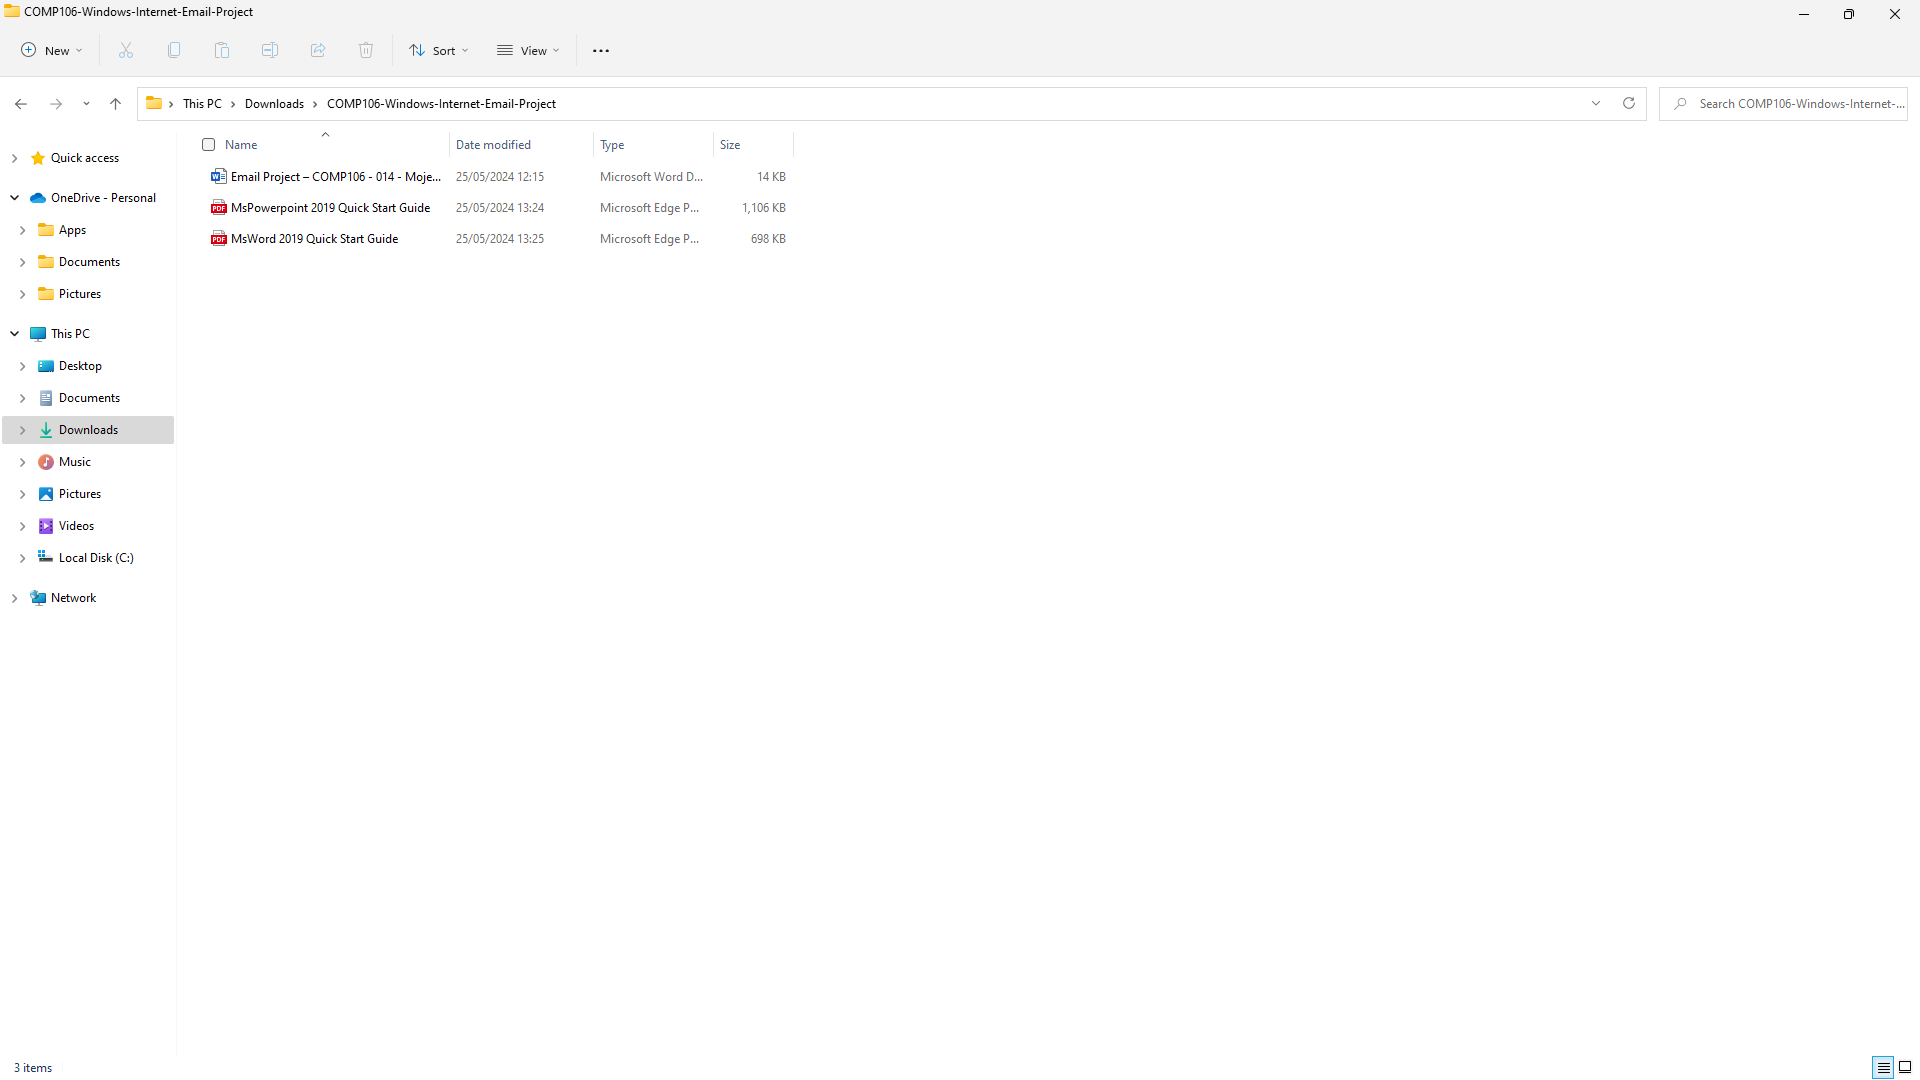 COMP106-Windows-Internet-Email-Project
New
Sort
View
This PC
Downloads
COMP106-Windows-Internet-Email-Project
Search COMP106-Windows-Internet-...
Name
Date modified
Type
Size
Email Project – COMP106 - 014 - Moje... 25/05/2024 12:15 Microsoft Word D... 14 KB
MsPowerpoint 2019 Quick Start Guide 25/05/2024 13:24 Microsoft Edge P... 1,106 KB
MsWord 2019 Quick Start Guide 25/05/2024 13:25 Microsoft Edge P... 698 KB
Quick access
OneDrive - Personal
Apps
Documents
Pictures
This PC
Desktop
Documents
Downloads
Music
Pictures
Videos
Local Disk (C:)
Network
3 items